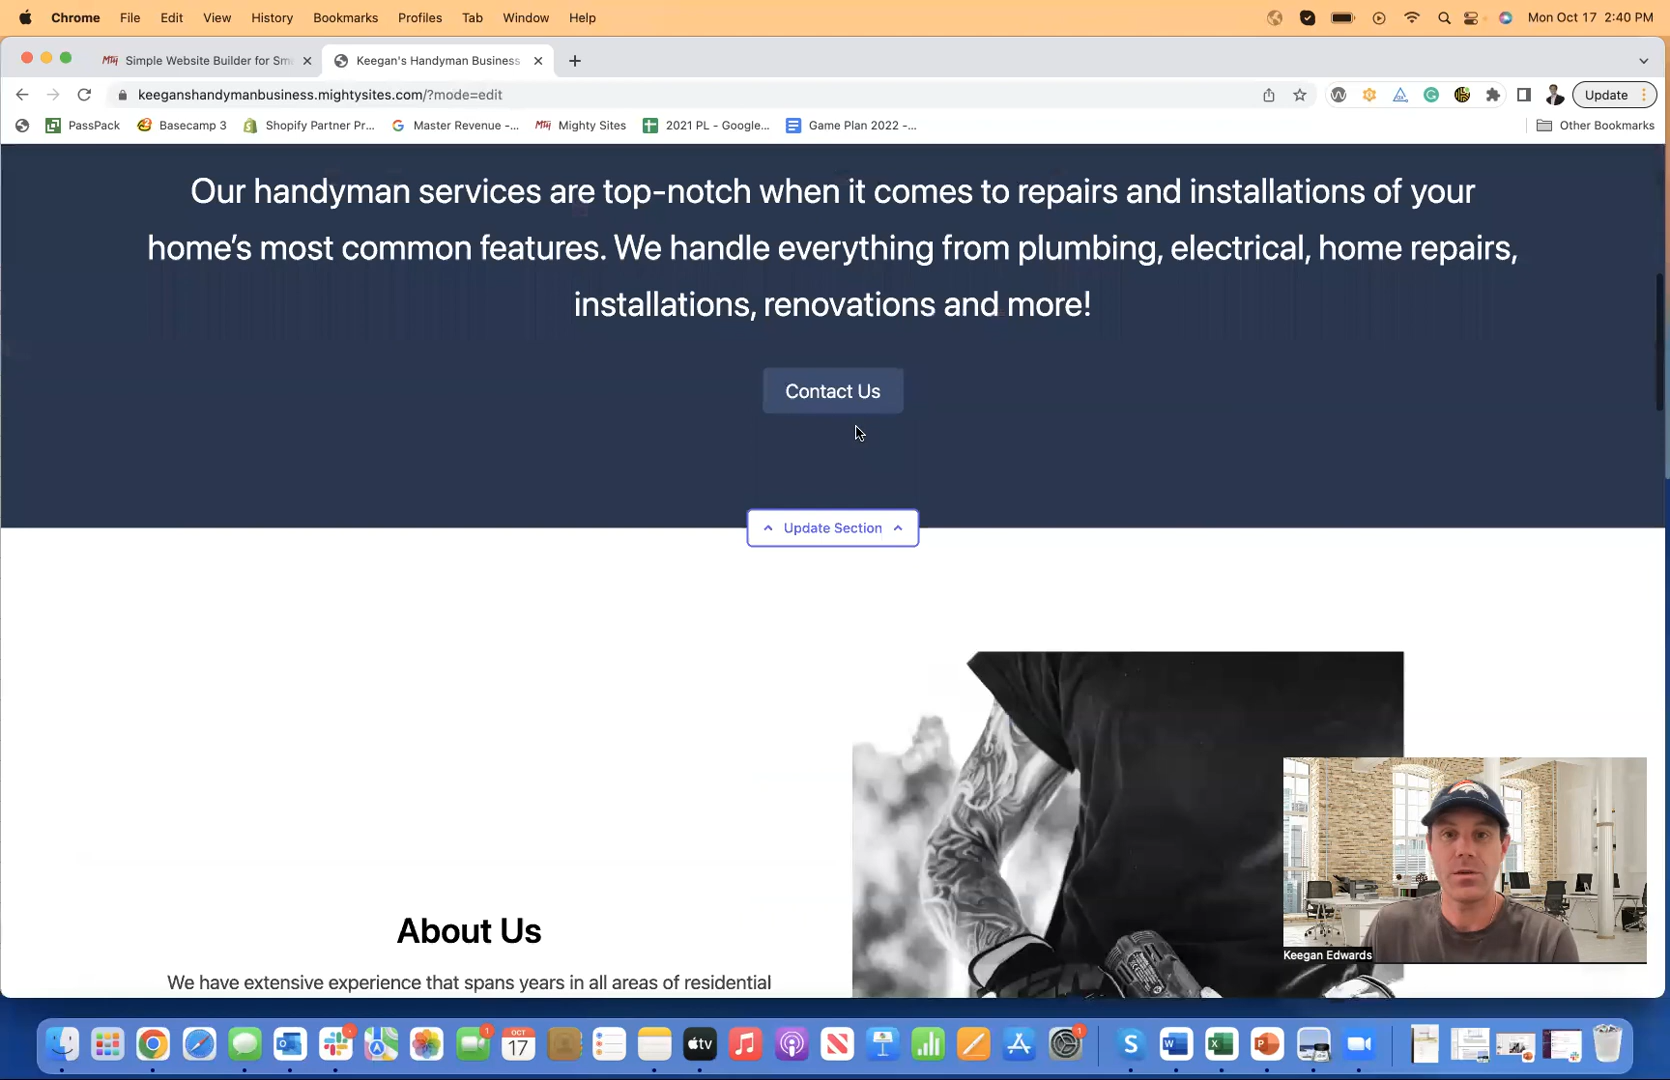 Chrome File Edit View History Bookmarks Profiles Tab Window Help Mon Oct 17 2:40 PM
Simple Website Builder for Sm Keegan's Handyman Business
keeganshandymanbusiness.mightysites.com/?mode=edit Update
PassPack Basecamp 3 Shopify Partner Pr... Master Revenue -... Mighty Sites 2021 PL - Google... Game Plan 2022 -... Other Bookmarks
Our handyman services are top-notch when it comes to repairs and installations of your
home's most common features. We handle everything from plumbing, electrical, home repairs,
installations, renovations and more!
Contact Us
Update Section
About Us
We have extensive experience that spans years in all areas of residential
Keegan Edwards
OCT
17
tv
1
1